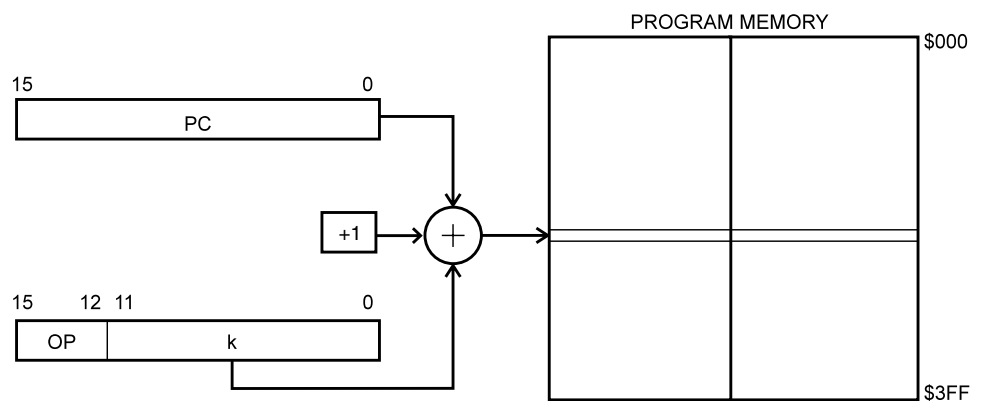 PROGRAM MEMORY
$000
15 0
PC
+1
15 12 11 0
OP k
$3FF